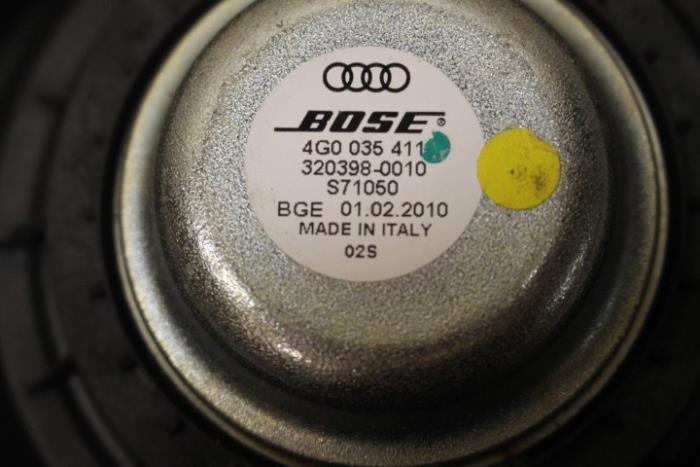 BOSE®
4G0 035 411
320398-0010
S71050
BGE 01.02.2010
MADE IN ITALY
02S